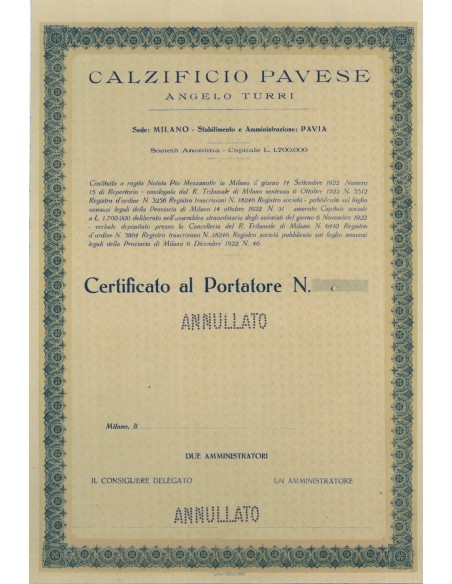 CALZIFICIO PAVESE
ANGELO TURRI
Sede: MILANO - Stabilimento e Amministrazione: PAVIA
Società Anonima - Capitale L. 1.700.000
Costituita a rogito Notaio Pio Mezzanotte in Milano il giorno 14 Settembre 1922 Numero
15 di Repertorio - omologata dal R. Tribunale di Milano sentenza 6 Ottobre 1922 N. 3512
Registro d'ordine N. 3256 Registro trascrizioni N. 18246 Registro società - pubblicata sul foglio
annunzi legali della Provincia di Milano 14 ottobre 1922 N. 31 - aumento Capitale sociale
a L. 1.700.000 deliberato nell'assemblea straordinaria degli azionisti del giorno 6 Novembre 1922
- verbale depositato presso la Cancelleria del R. Tribunale di Milano N. 6410 Registro
d'ordine N. 3864 Registro trascrizioni N. 18246 Registro società pubblicata sul foglio annunzi
legali della Provincia di Milano 6 Dicembre 1922 N. 46.
Certificato al Portatore N.
ANNULLATO
Milano, li
DUE AMMINISTRATORI
IL CONSIGLIERE DELEGATO UN AMMINISTRATORE
ANNULLATO